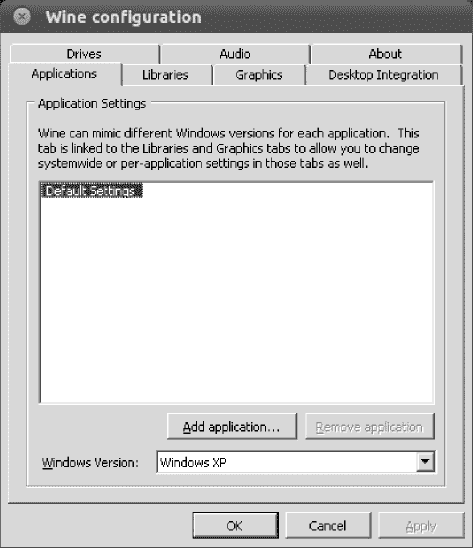 Wine configuration
Drives Audio About
Applications Libraries Graphics Desktop Integration
Application Settings
Wine can mimic different Windows versions for each application. This
tab is linked to the Libraries and Graphics tabs to allow you to change
systemwide or per-application settings in those tabs as well.
Default Settings
Add application... Remove application
Windows Version: Windows XP
OK Cancel Apply